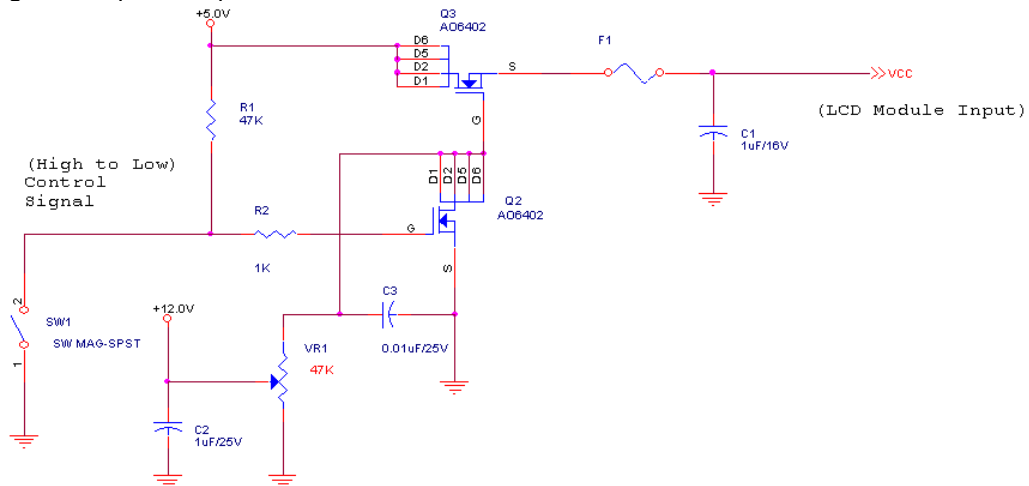 +5.0V
Q3
AO6402
D6
D5
D2
D1
S
G
F1
VCC
(LCD Module Input)
R1
47K
C1
1uF/16V
(High to Low)
Control
Signal
D1
D2
D5
D6
Q2
AO6402
R2
1K
G
S
2
SW1
SW MAG-SPST
1
+12.0V
C3
0.01uF/25V
VR1
47K
C2
1uF/25V